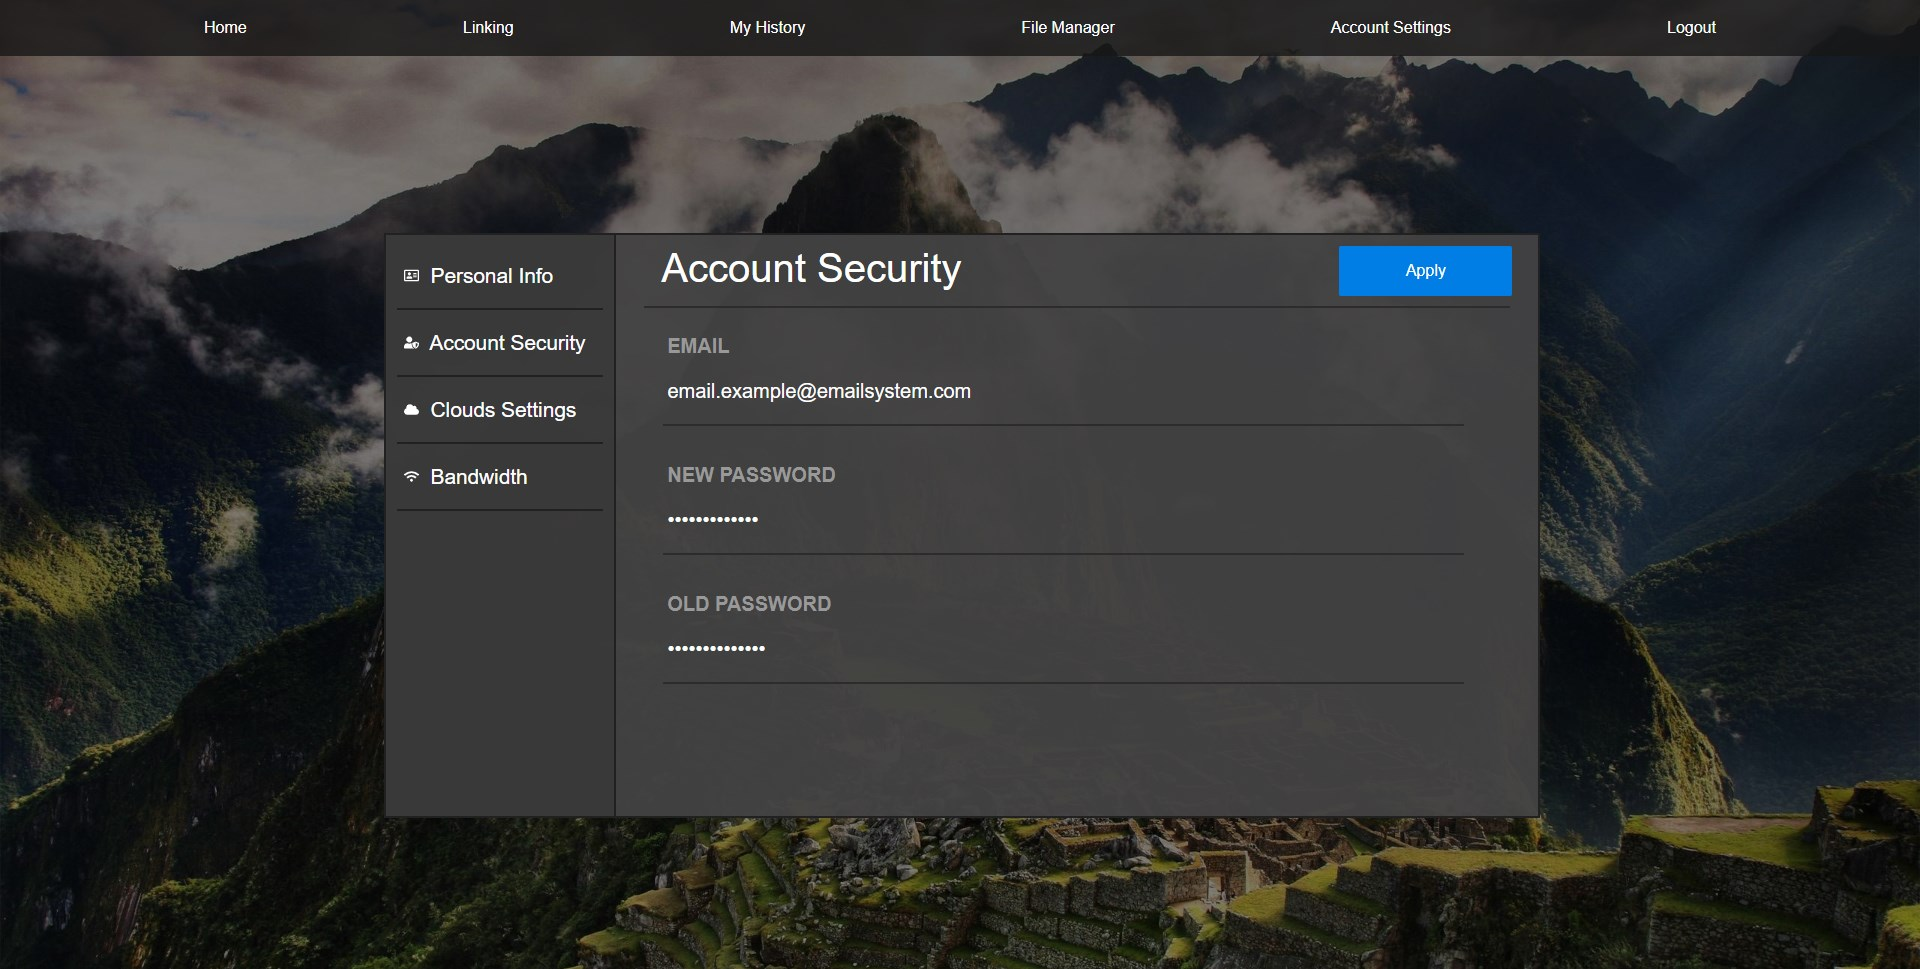 Home
Linking
My History
File Manager
Account Settings
Logout
Personal Info
Account Security
Clouds Settings
Bandwidth
Account Security
Apply
EMAIL
email.example@emailsystem.com
NEW PASSWORD
•••••••••••••
OLD PASSWORD
••••••••••••••